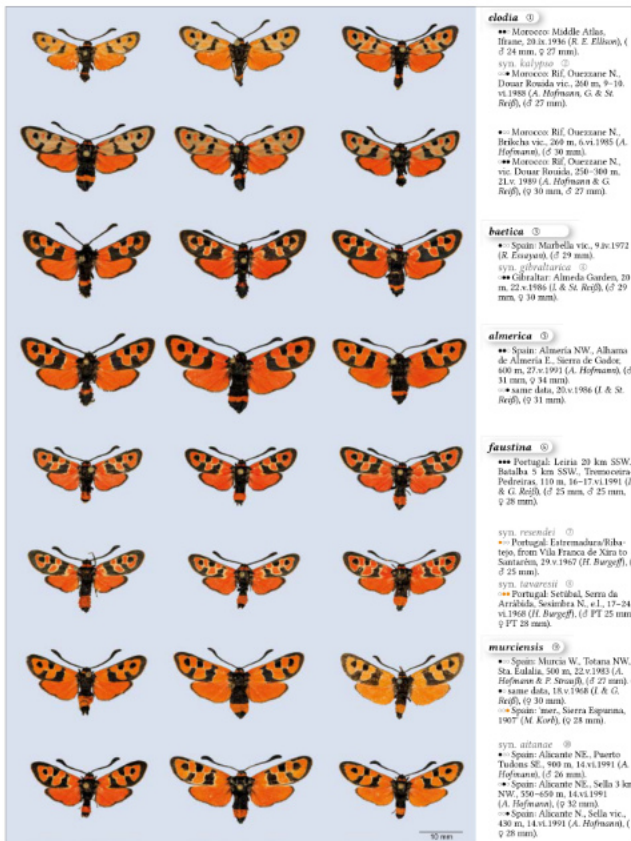 elodia ①
●●○ Morocco: Middle Atlas,
Ifrane, 20.ix.1936 (R. E. Ellison), (
♂ 24 mm, ♀ 27 mm).
syn. kalypso ②
○○● Morocco: Rif, Ouezzane N.,
Douar Rouida vic., 260 m, 9–10.
vi.1988 (A. Hofmann, G. & St.
Reiß), (♂ 27 mm).
●○○ Morocco: Rif, Ouezzane N.,
Brikcha vic., 260 m, 6.vi.1985 (A.
Hofmann), (♂ 30 mm).
○●● Morocco: Rif, Ouezzane N.,
vic. Douar Rouida, 250–300 m,
21.v. 1989 (A. Hofmann & G.
Reiß), (♀ 30 mm, ♂ 27 mm).
baetica ③
●○○ Spain: Marbella vic., 9.iv.1972
(R. Essayan), (♂ 29 mm).
syn. gibraltarica ④
○●● Gibraltar: Almeda Garden, 20
m, 22.v.1986 (J. & St. Reiß), (♂ 29
mm, ♀ 30 mm).
almerica ⑤
●●○ Spain: Almería NW., Alhama
de Almería E., Sierra de Gador,
600 m, 27.v.1991 (A. Hofmann), (♂
31 mm, ♀ 34 mm).
○○● same data, 20.v.1986 (J. & St.
Reiß), (♀ 31 mm).
faustina ⑥
●●● Portugal: Leiria 20 km SSW.,
Batalha 5 km SSW., Tremoceira-
Pedreiras, 110 m, 16–17.vi.1991 (J.
& G. Reiß), (♂ 25 mm, ♂ 25 mm,
♀ 28 mm).
syn. resendei ⑦
●○○ Portugal: Estremadura/Riba-
tejo, from Vila Franca de Xira to
Santarém, 29.v.1967 (H. Burgeff), (
♂ 25 mm).
syn. tavaresii ⑧
○●● Portugal: Setúbal, Serra da
Arrábida, Sesimbra N., e.l., 17–24.
vi.1968 (H. Burgeff), (♂ PT 25 mm,
♀ PT 28 mm).
murciensis ⑨
●○○ Spain: Murcia W., Totana NW.,
Sta. Eulalia, 500 m, 22.v.1983 (A.
Hofmann & P. Strauß), (♂ 27 mm).
○●○ same data, 18.v.1968 (J. & G.
Reiß), (♀ 30 mm).
○○● Spain: 'mer., Sierra Espunna,
1907' (M. Korb), (♀ 28 mm).
syn. aitanae ⑩
●○○ Spain: Alicante NE., Puerto
Tudons SE., 900 m, 14.vi.1991 (A.
Hofmann), (♂ 26 mm).
○●○ Spain: Alicante NE., Sella 3 km
NW., 550–650 m, 14.vi.1991
(A. Hofmann), (♀ 32 mm).
○○● Spain: Alicante N., Sella vic.,
430 m, 14.vi.1991 (A. Hofmann), (
♀ 28 mm).
10 mm